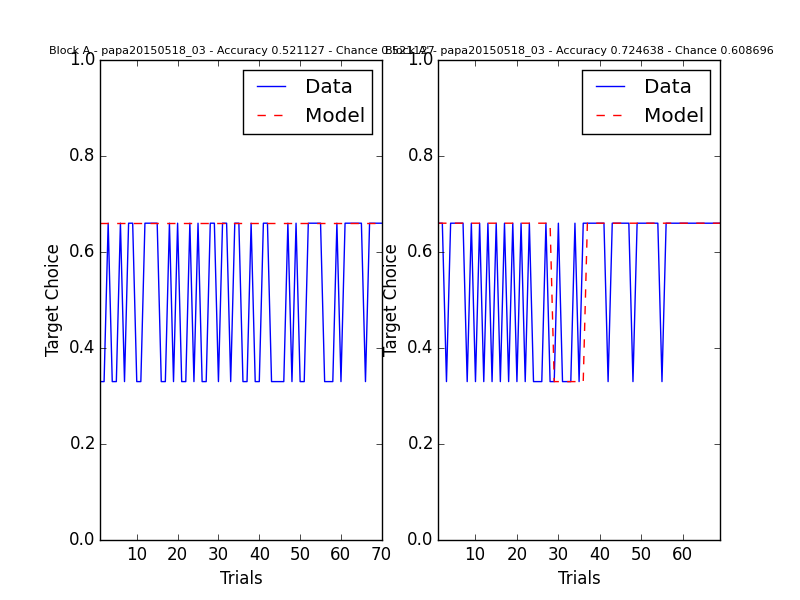 Block A - papa20150518_03 - Accuracy 0.521127 - Chance 0.521127
- papa20150518_03 - Accuracy 0.724638 - Chance 0.608696
1.0
0.8
0.6
0.4
0.2
0.0
Target Choice
10 20 30 40 50 60 70
Trials
Data
Model
1.0
0.8
0.6
0.4
0.2
0.0
Target Choice
10 20 30 40 50 60
Trials
Data
Model